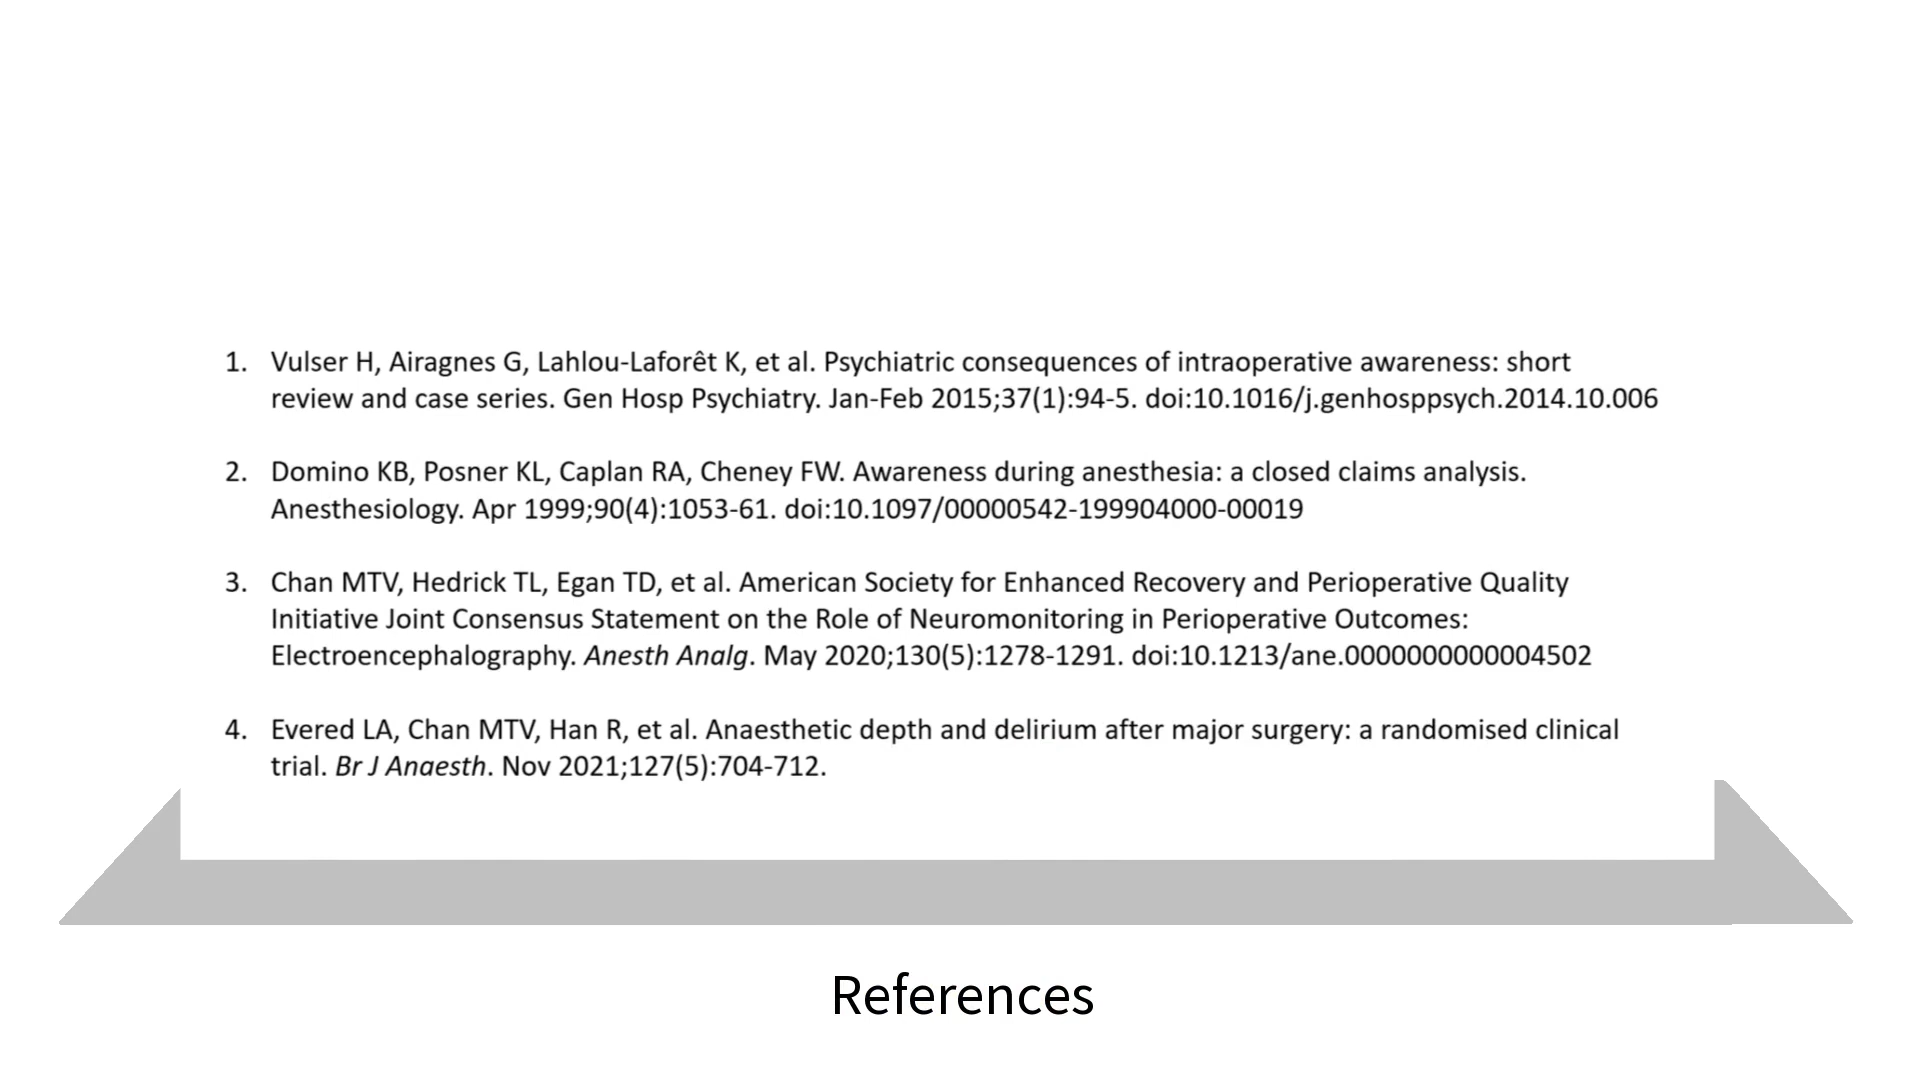 1. Vulser H, Airagnes G, Lahlou-Laforêt K, et al. Psychiatric consequences of intraoperative awareness: short
review and case series. Gen Hosp Psychiatry. Jan-Feb 2015;37(1):94-5. doi:10.1016/j.genhosppsych.2014.10.006
2. Domino KB, Posner KL, Caplan RA, Cheney FW. Awareness during anesthesia: a closed claims analysis.
Anesthesiology. Apr 1999;90(4):1053-61. doi:10.1097/00000542-199904000-00019
3. Chan MTV, Hedrick TL, Egan TD, et al. American Society for Enhanced Recovery and Perioperative Quality
Initiative Joint Consensus Statement on the Role of Neuromonitoring in Perioperative Outcomes:
Electroencephalography. Anesth Analg. May 2020;130(5):1278-1291. doi:10.1213/ane.0000000000004502
4. Evered LA, Chan MTV, Han R, et al. Anaesthetic depth and delirium after major surgery: a randomised clinical
trial. Br J Anaesth. Nov 2021;127(5):704-712.
References